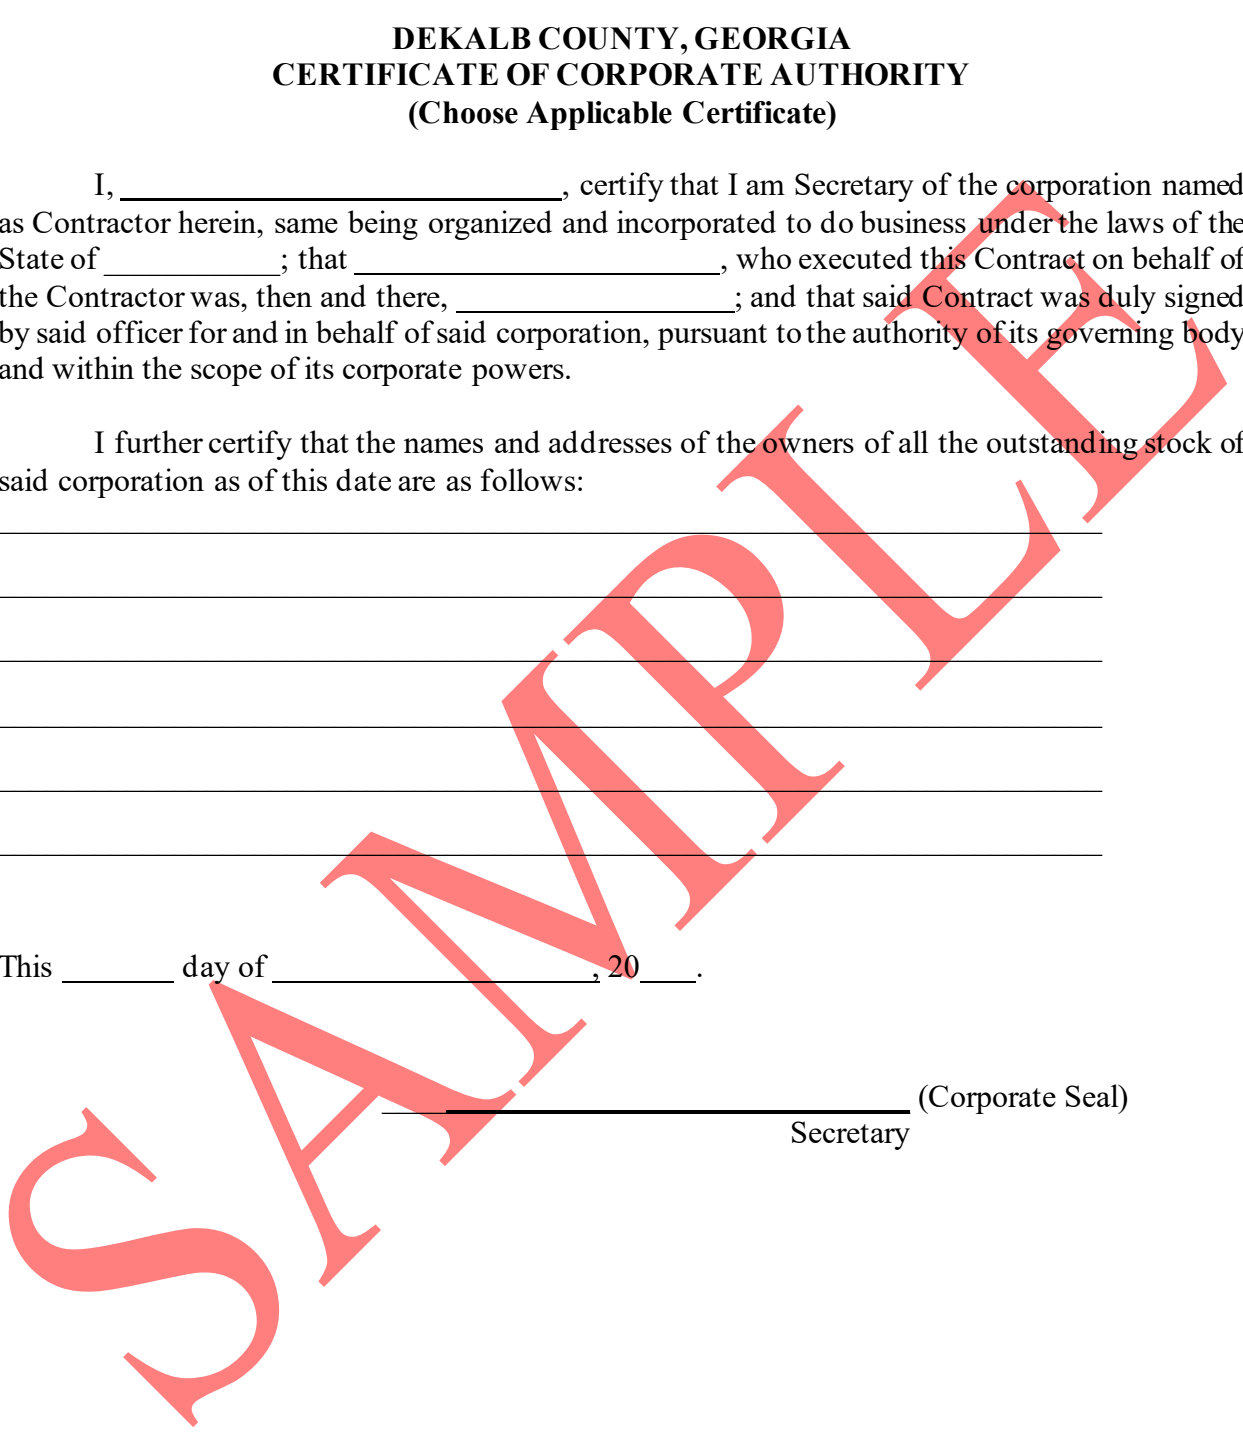 DEKALB COUNTY, GEORGIA
CERTIFICATE OF CORPORATE AUTHORITY
(Choose Applicable Certificate)
I, ____________________________, certify that I am Secretary of the corporation named
as Contractor herein, same being organized and incorporated to do business under the laws of the
State of ___________; that _______________________, who executed this Contract on behalf of
the Contractor was, then and there, __________________; and that said Contract was duly signed
by said officer for and in behalf of said corporation, pursuant to the authority of its governing body
and within the scope of its corporate powers.
I further certify that the names and addresses of the owners of all the outstanding stock of
said corporation as of this date are as follows:
This _______ day of ____________________, 20____.
_________________________________ (Corporate Seal)
Secretary
SAMPLE